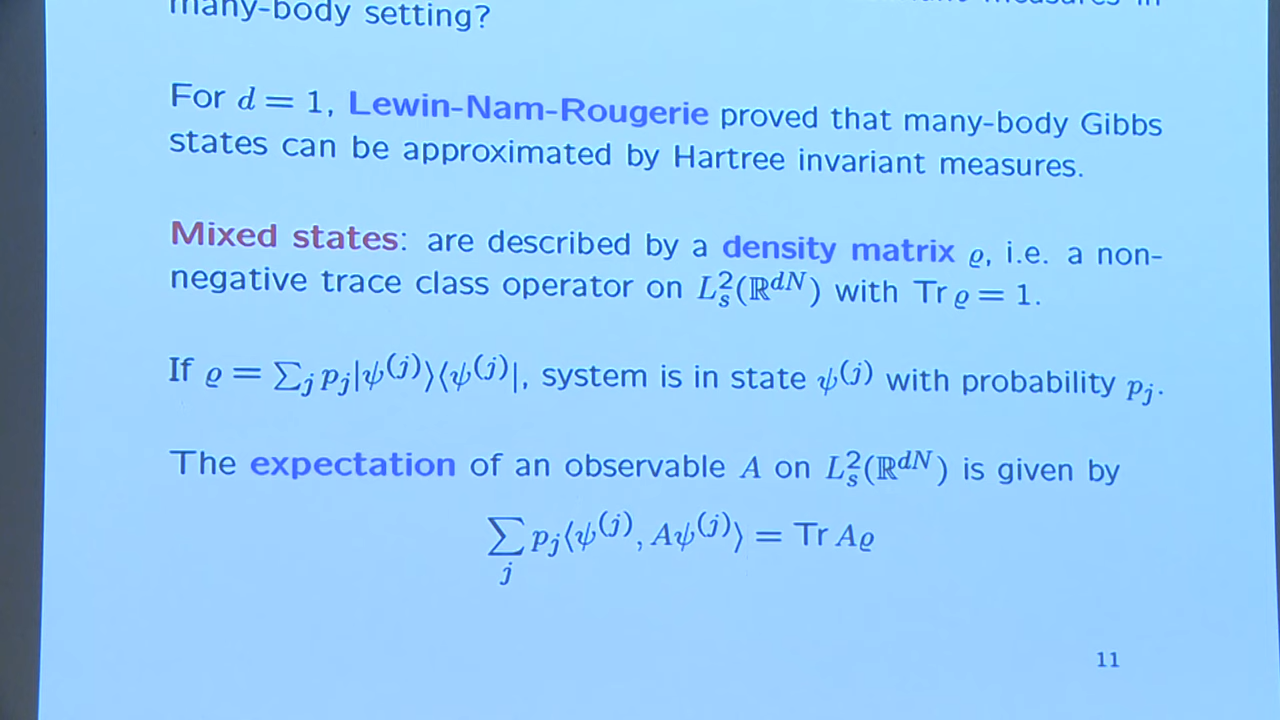 many-body setting?
For d = 1, Lewin-Nam-Rougerie proved that many-body Gibbs
states can be approximated by Hartree invariant measures.
Mixed states: are described by a density matrix ϱ, i.e. a non-
negative trace class operator on L²ₛ(ℝᵈᴺ) with Tr ϱ = 1.
If ϱ = ∑ⱼ pⱼ|ψ⁽ʲ⁾⟩⟨ψ⁽ʲ⁾|, system is in state ψ⁽ʲ⁾ with probability pⱼ.
The expectation of an observable A on L²ₛ(ℝᵈᴺ) is given by
∑ⱼ pⱼ⟨ψ⁽ʲ⁾, Aψ⁽ʲ⁾⟩ = Tr Aϱ
11